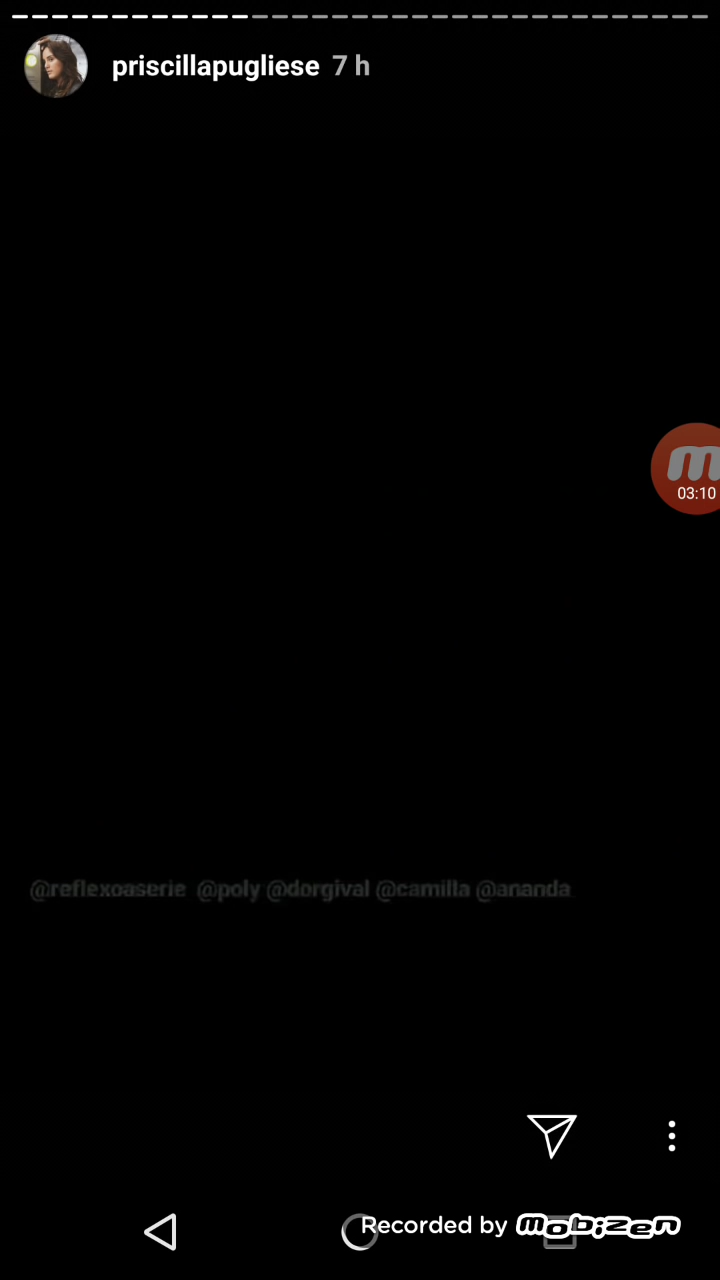 priscillapugliese 7 h
03:10
@reflexoaserie @poly @dorgival @camilla @ananda
Recorded by mobizen